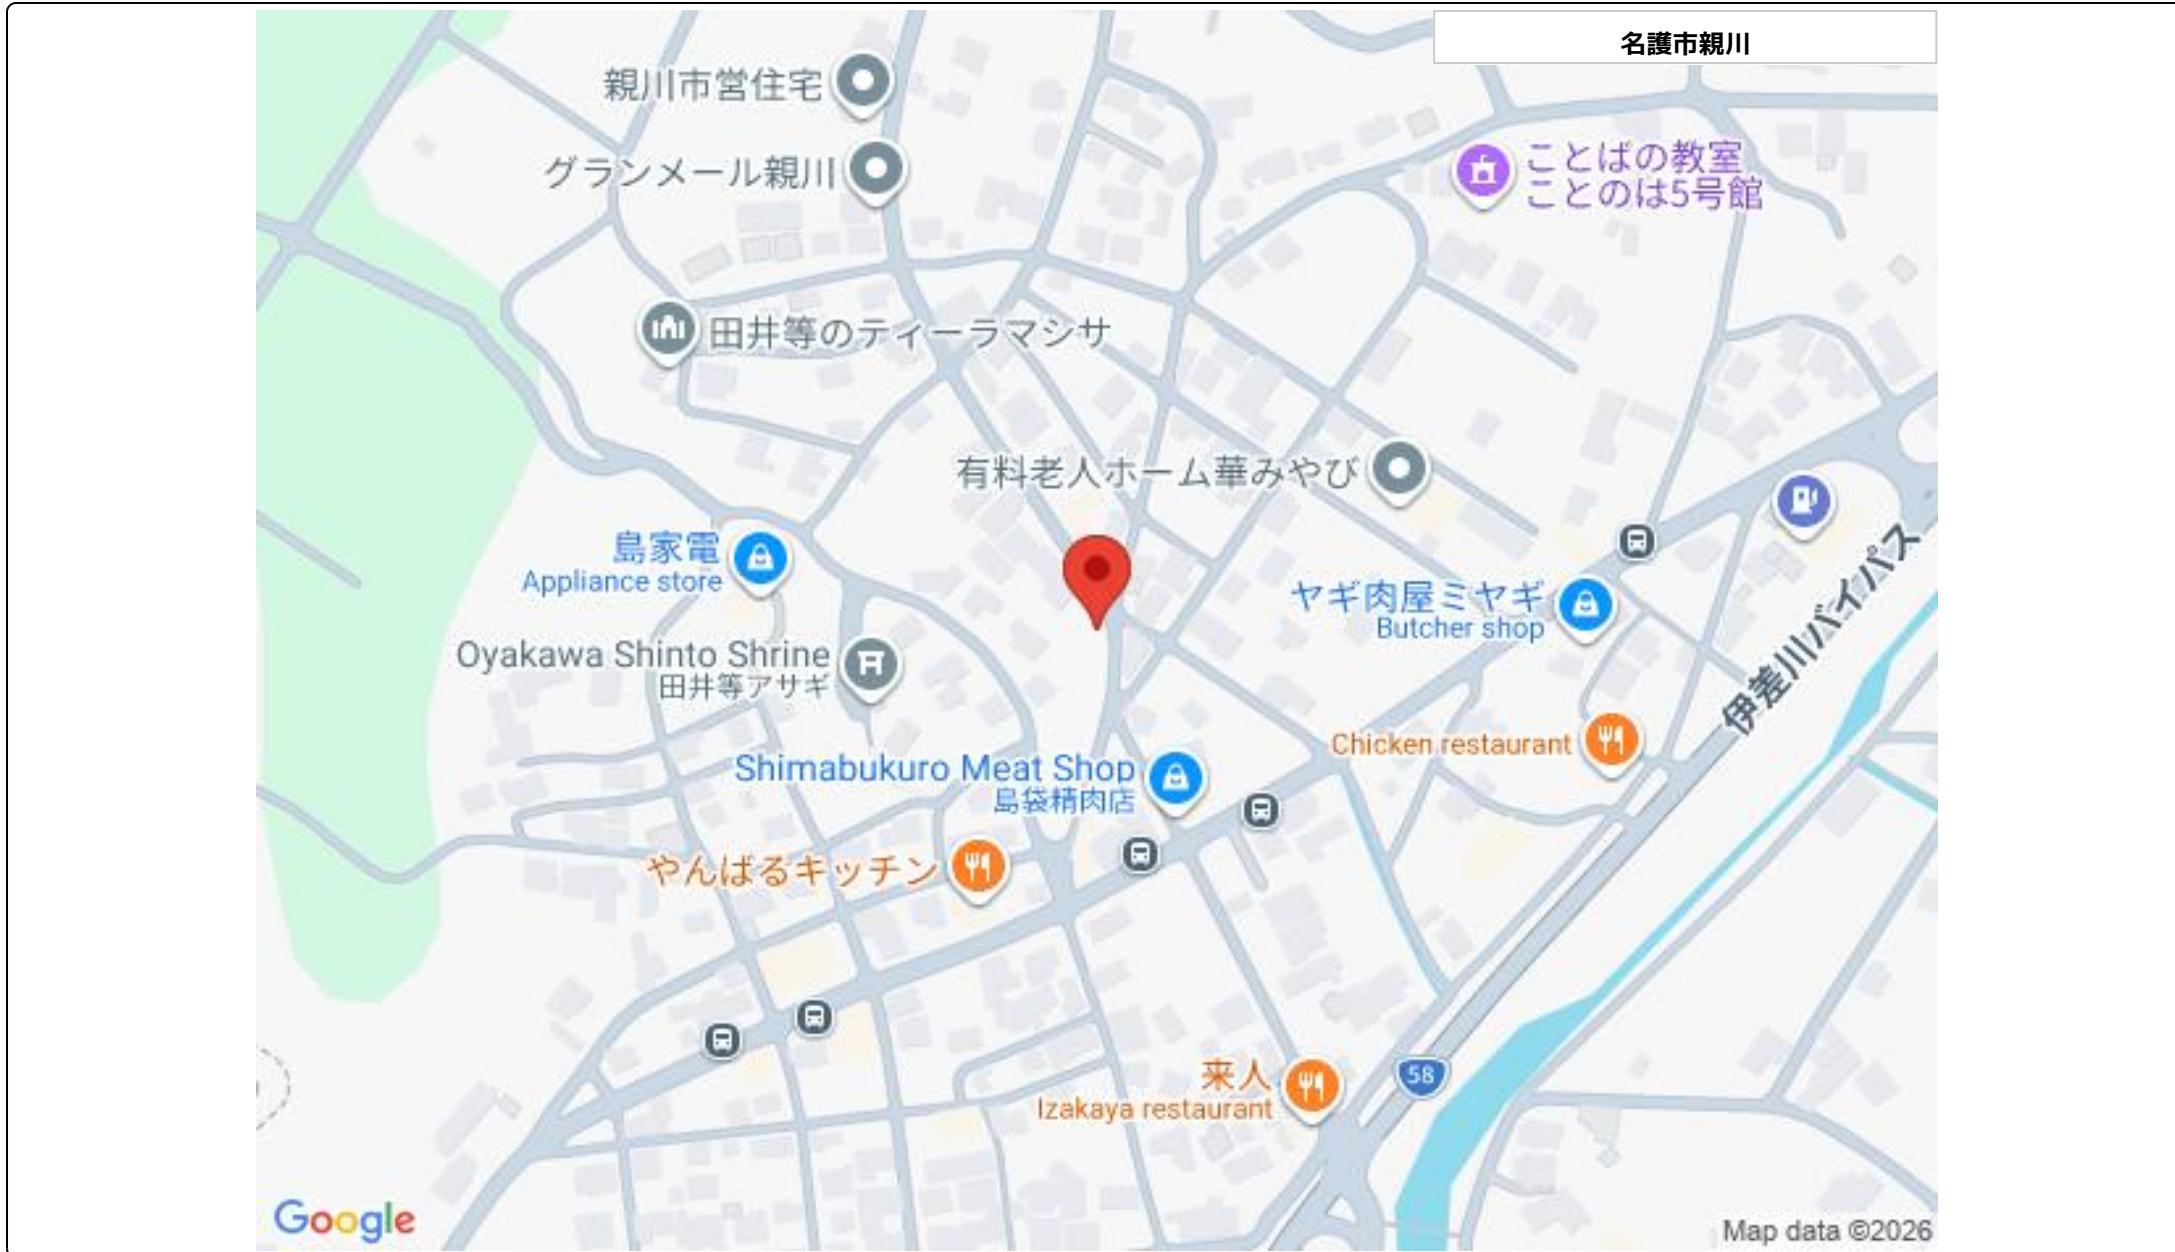 名護市親川
親川市営住宅
グランメール親川
ことばの教室
ことのは5号館
田井等のティーラマシサ
有料老人ホーム華みやび
島家電
Appliance store
ヤギ肉屋ミヤギ
Butcher shop
伊差川バイパス
Oyakawa Shinto Shrine
田井等アサギ
Chicken restaurant
Shimabukuro Meat Shop
島袋精肉店
やんばるキッチン
来人
Izakaya restaurant
58
Google
Map data ©2026